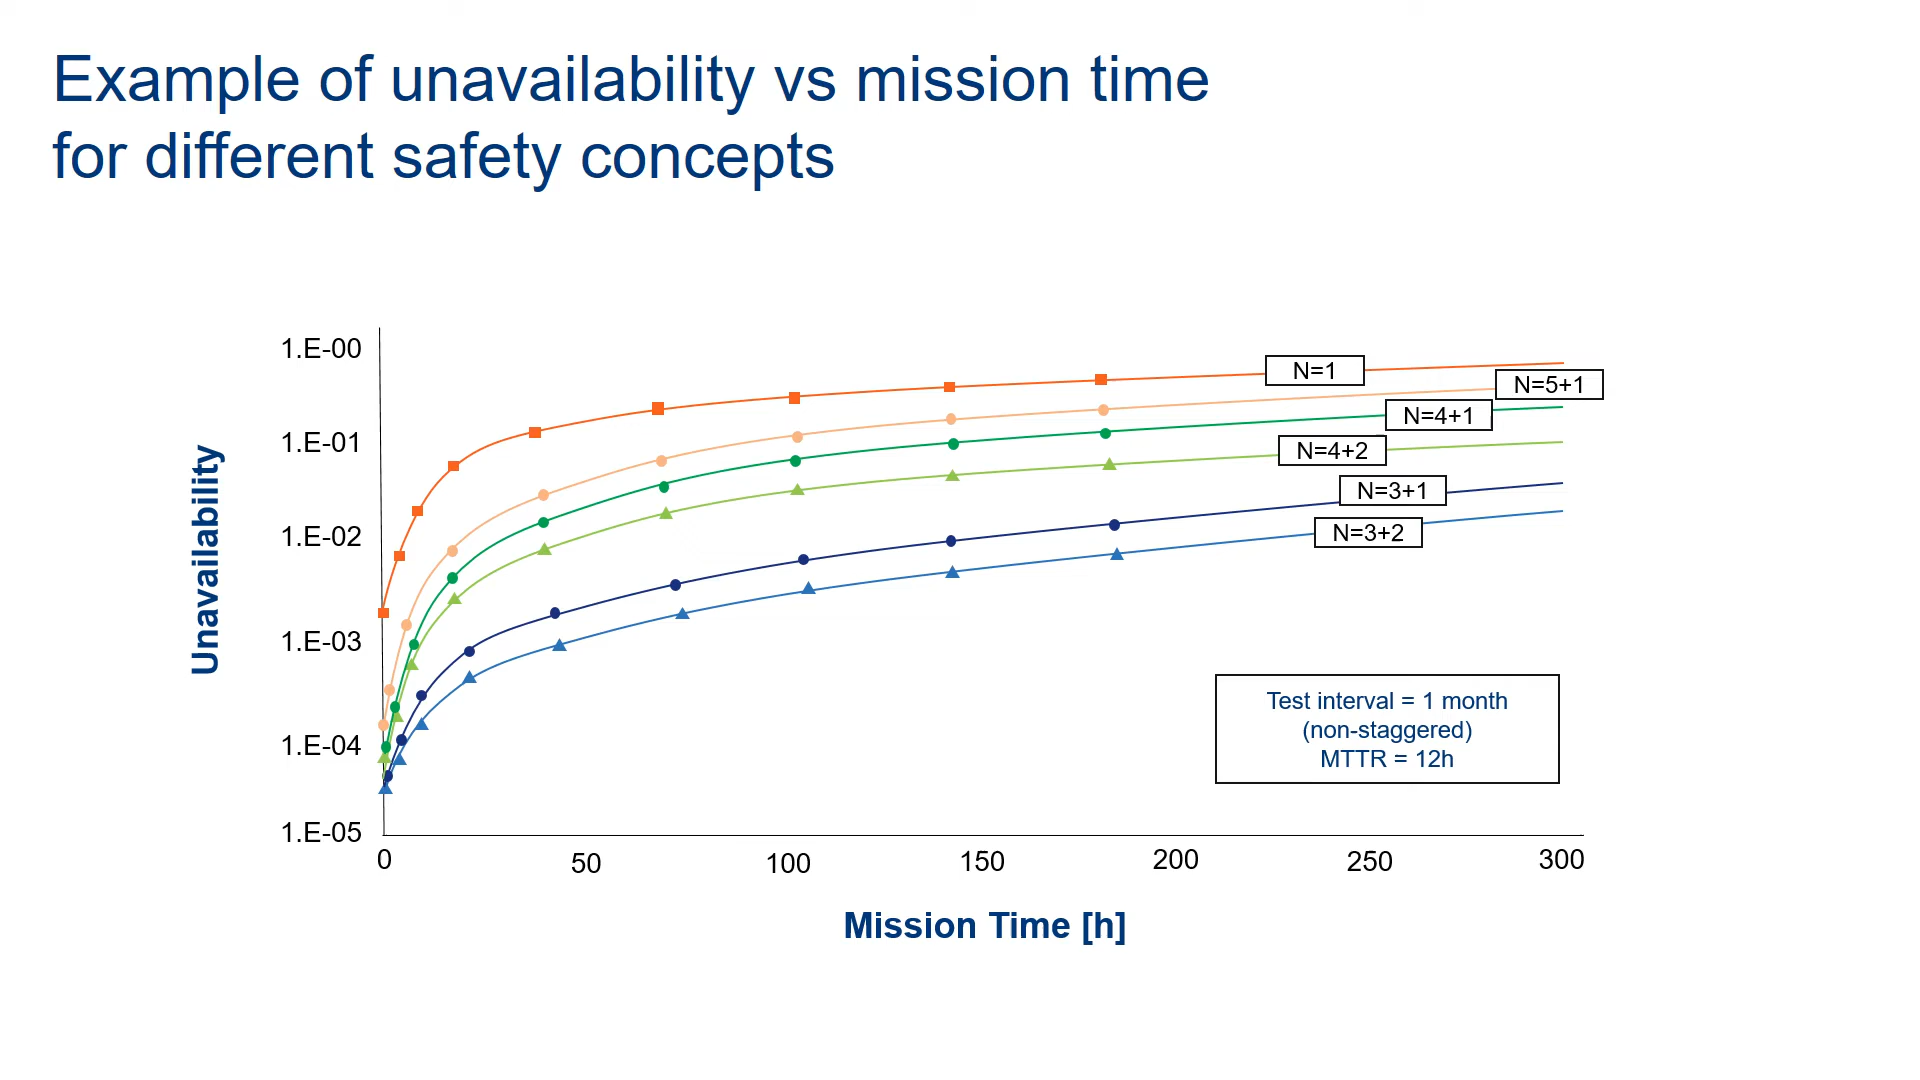 Example of unavailability vs mission time
for different safety concepts
Unavailability
1.E-00
1.E-01
1.E-02
1.E-03
1.E-04
1.E-05
N=1
N=5+1
N=4+1
N=4+2
N=3+1
N=3+2
Test interval = 1 month
(non-staggered)
MTTR = 12h
0 50 100 150 200 250 300
Mission Time [h]